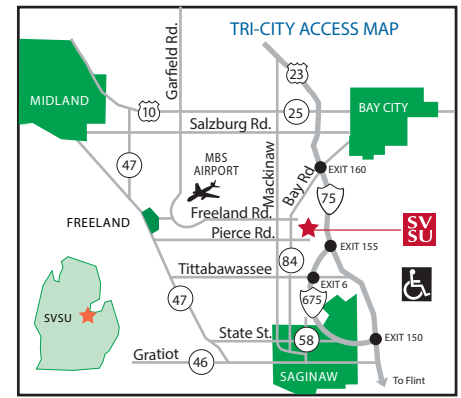 TRI-CITY ACCESS MAP
Garfield Rd.
23
MIDLAND
10
25
BAY CITY
Salzburg Rd.
47
MBS
AIRPORT
Mackinaw
Bay Rd
EXIT 160
75
FREELAND
Freeland Rd.
Pierce Rd.
SV
SU
EXIT 155
84
Tittabawassee
EXIT 6
47
675
SVSU
State St.
58
EXIT 150
Gratiot
46
SAGINAW
To Flint